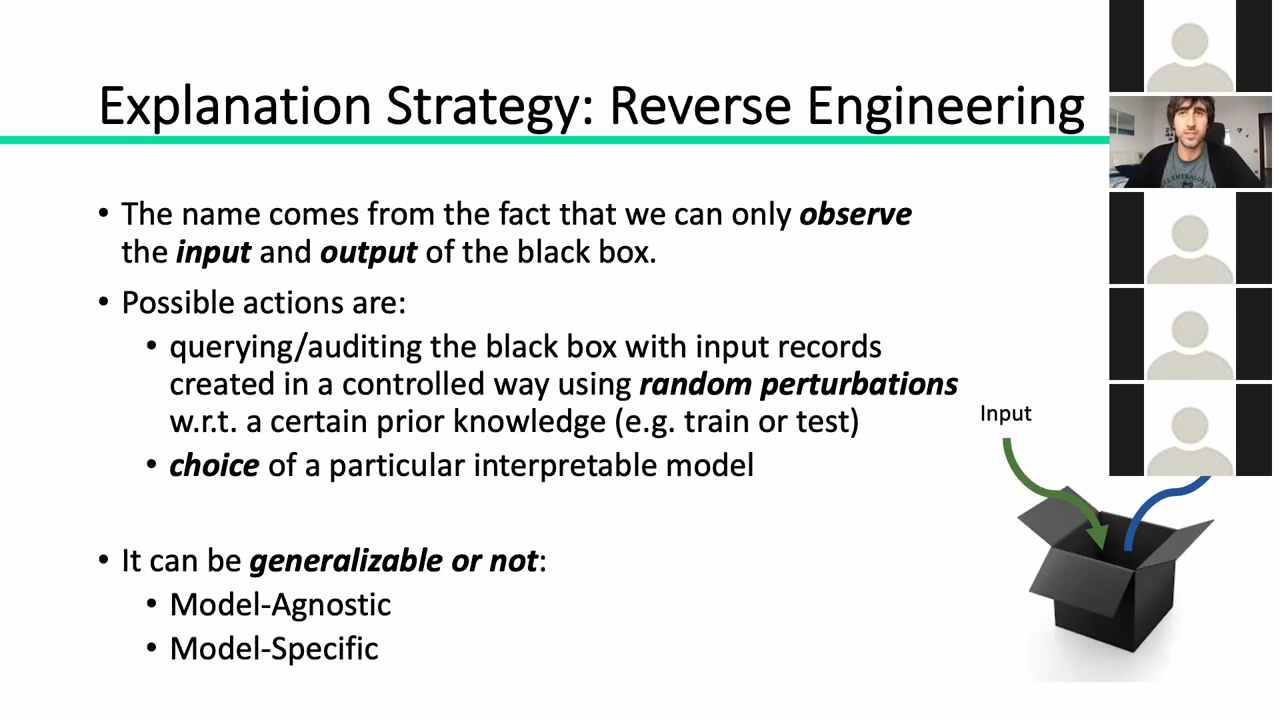 Explanation Strategy: Reverse Engineering
• The name comes from the fact that we can only observe
the input and output of the black box.
• Possible actions are:
• querying/auditing the black box with input records
created in a controlled way using random perturbations
w.r.t. a certain prior knowledge (e.g. train or test)
• choice of a particular interpretable model
Input
• It can be generalizable or not:
• Model-Agnostic
• Model-Specific